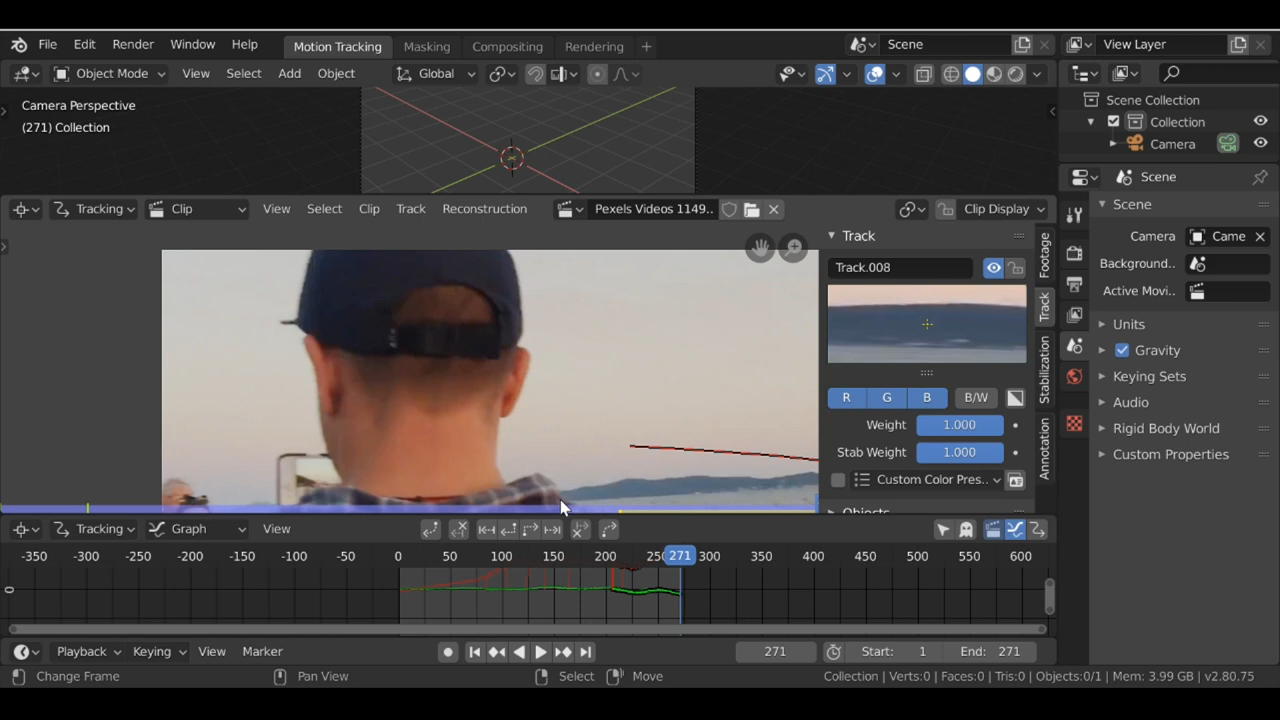 File Edit Render Window Help Motion Tracking Masking Compositing Rendering + Scene View Layer
Object Mode View Select Add Object Global
Camera Perspective
(271) Collection
Scene Collection
Collection
Camera
Scene
Tracking Clip View Select Clip Track Reconstruction Pexels Videos 1149.. Clip Display
Scene
Camera Came
Background..
Active Movi..
Units
Gravity
Keying Sets
Audio
Rigid Body World
Custom Properties
Track
Track.008
R G B B/W
Weight 1.000
Stab Weight 1.000
Custom Color Pres..
Objects
Footage
Track
Stabilization
Annotation
Tracking Graph View
-350 -300 -250 -200 -150 -100 -50 0 50 100 150 200 25 271 300 350 400 450 500 550 600
0
Playback Keying View Marker 271 Start: 1 End: 271
Change Frame Pan View Select Move Collection | Verts:0 | Faces:0 | Tris:0 | Objects:0/1 | Mem: 3.99 GB | v2.80.75